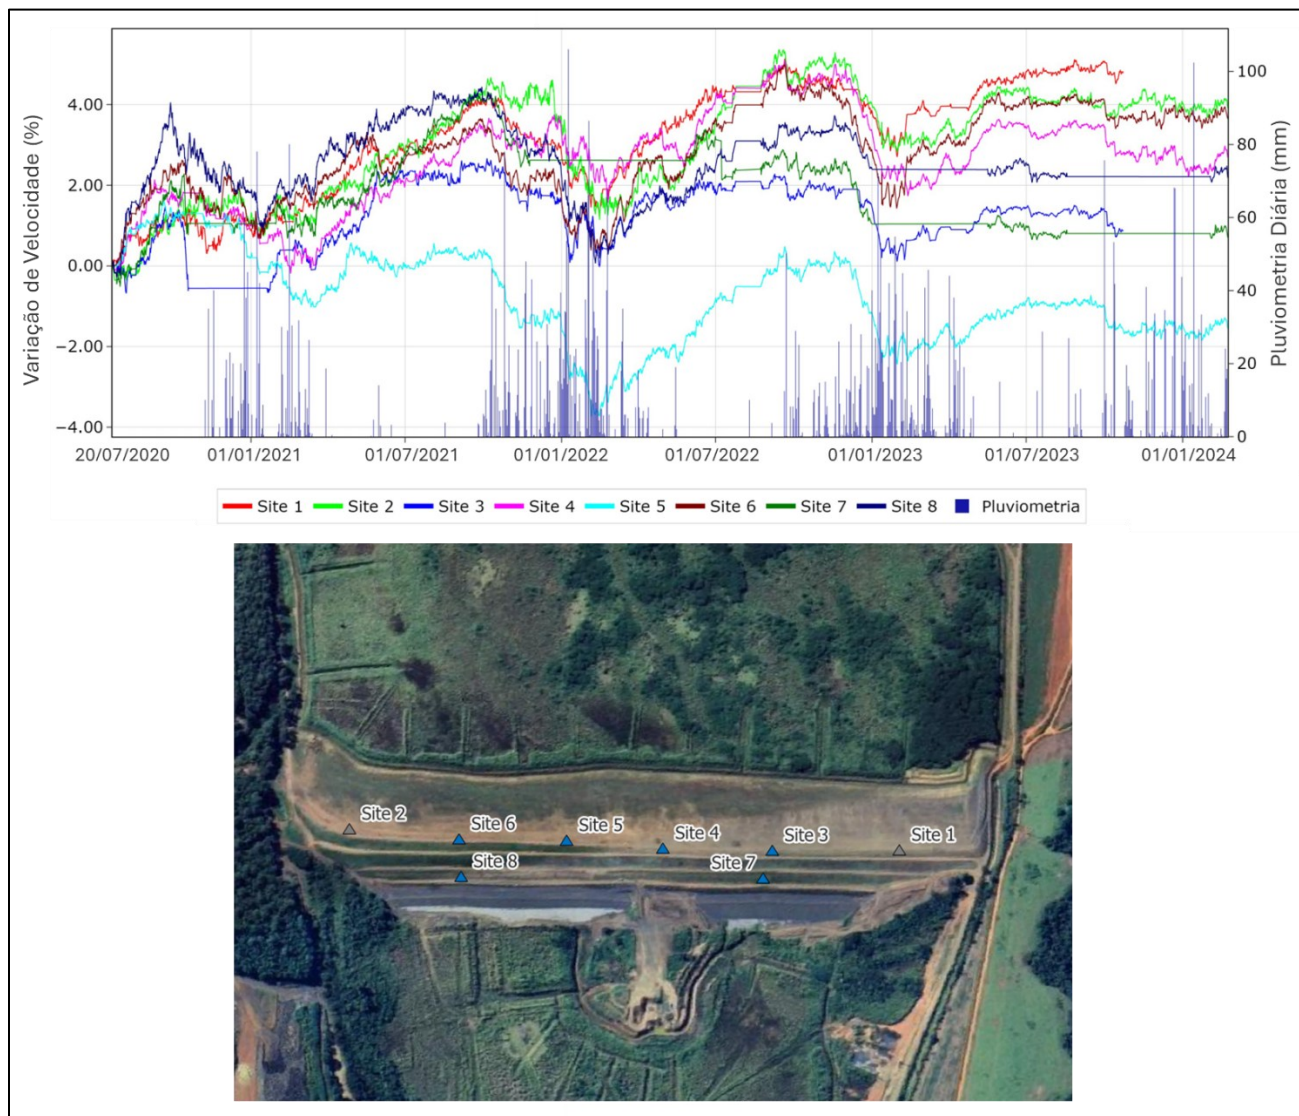 Variação de Velocidade (%)
4.00
2.00
0.00
−2.00
−4.00
Pluviometria Diária (mm)
100
80
60
40
20
0
20/07/2020
01/01/2021
01/07/2021
01/01/2022
01/07/2022
01/01/2023
01/07/2023
01/01/2024
Site 1
Site 2
Site 3
Site 4
Site 5
Site 6
Site 7
Site 8
Pluviometria
Site 2
Site 6
Site 5
Site 4
Site 3
Site 1
Site 8
Site 7